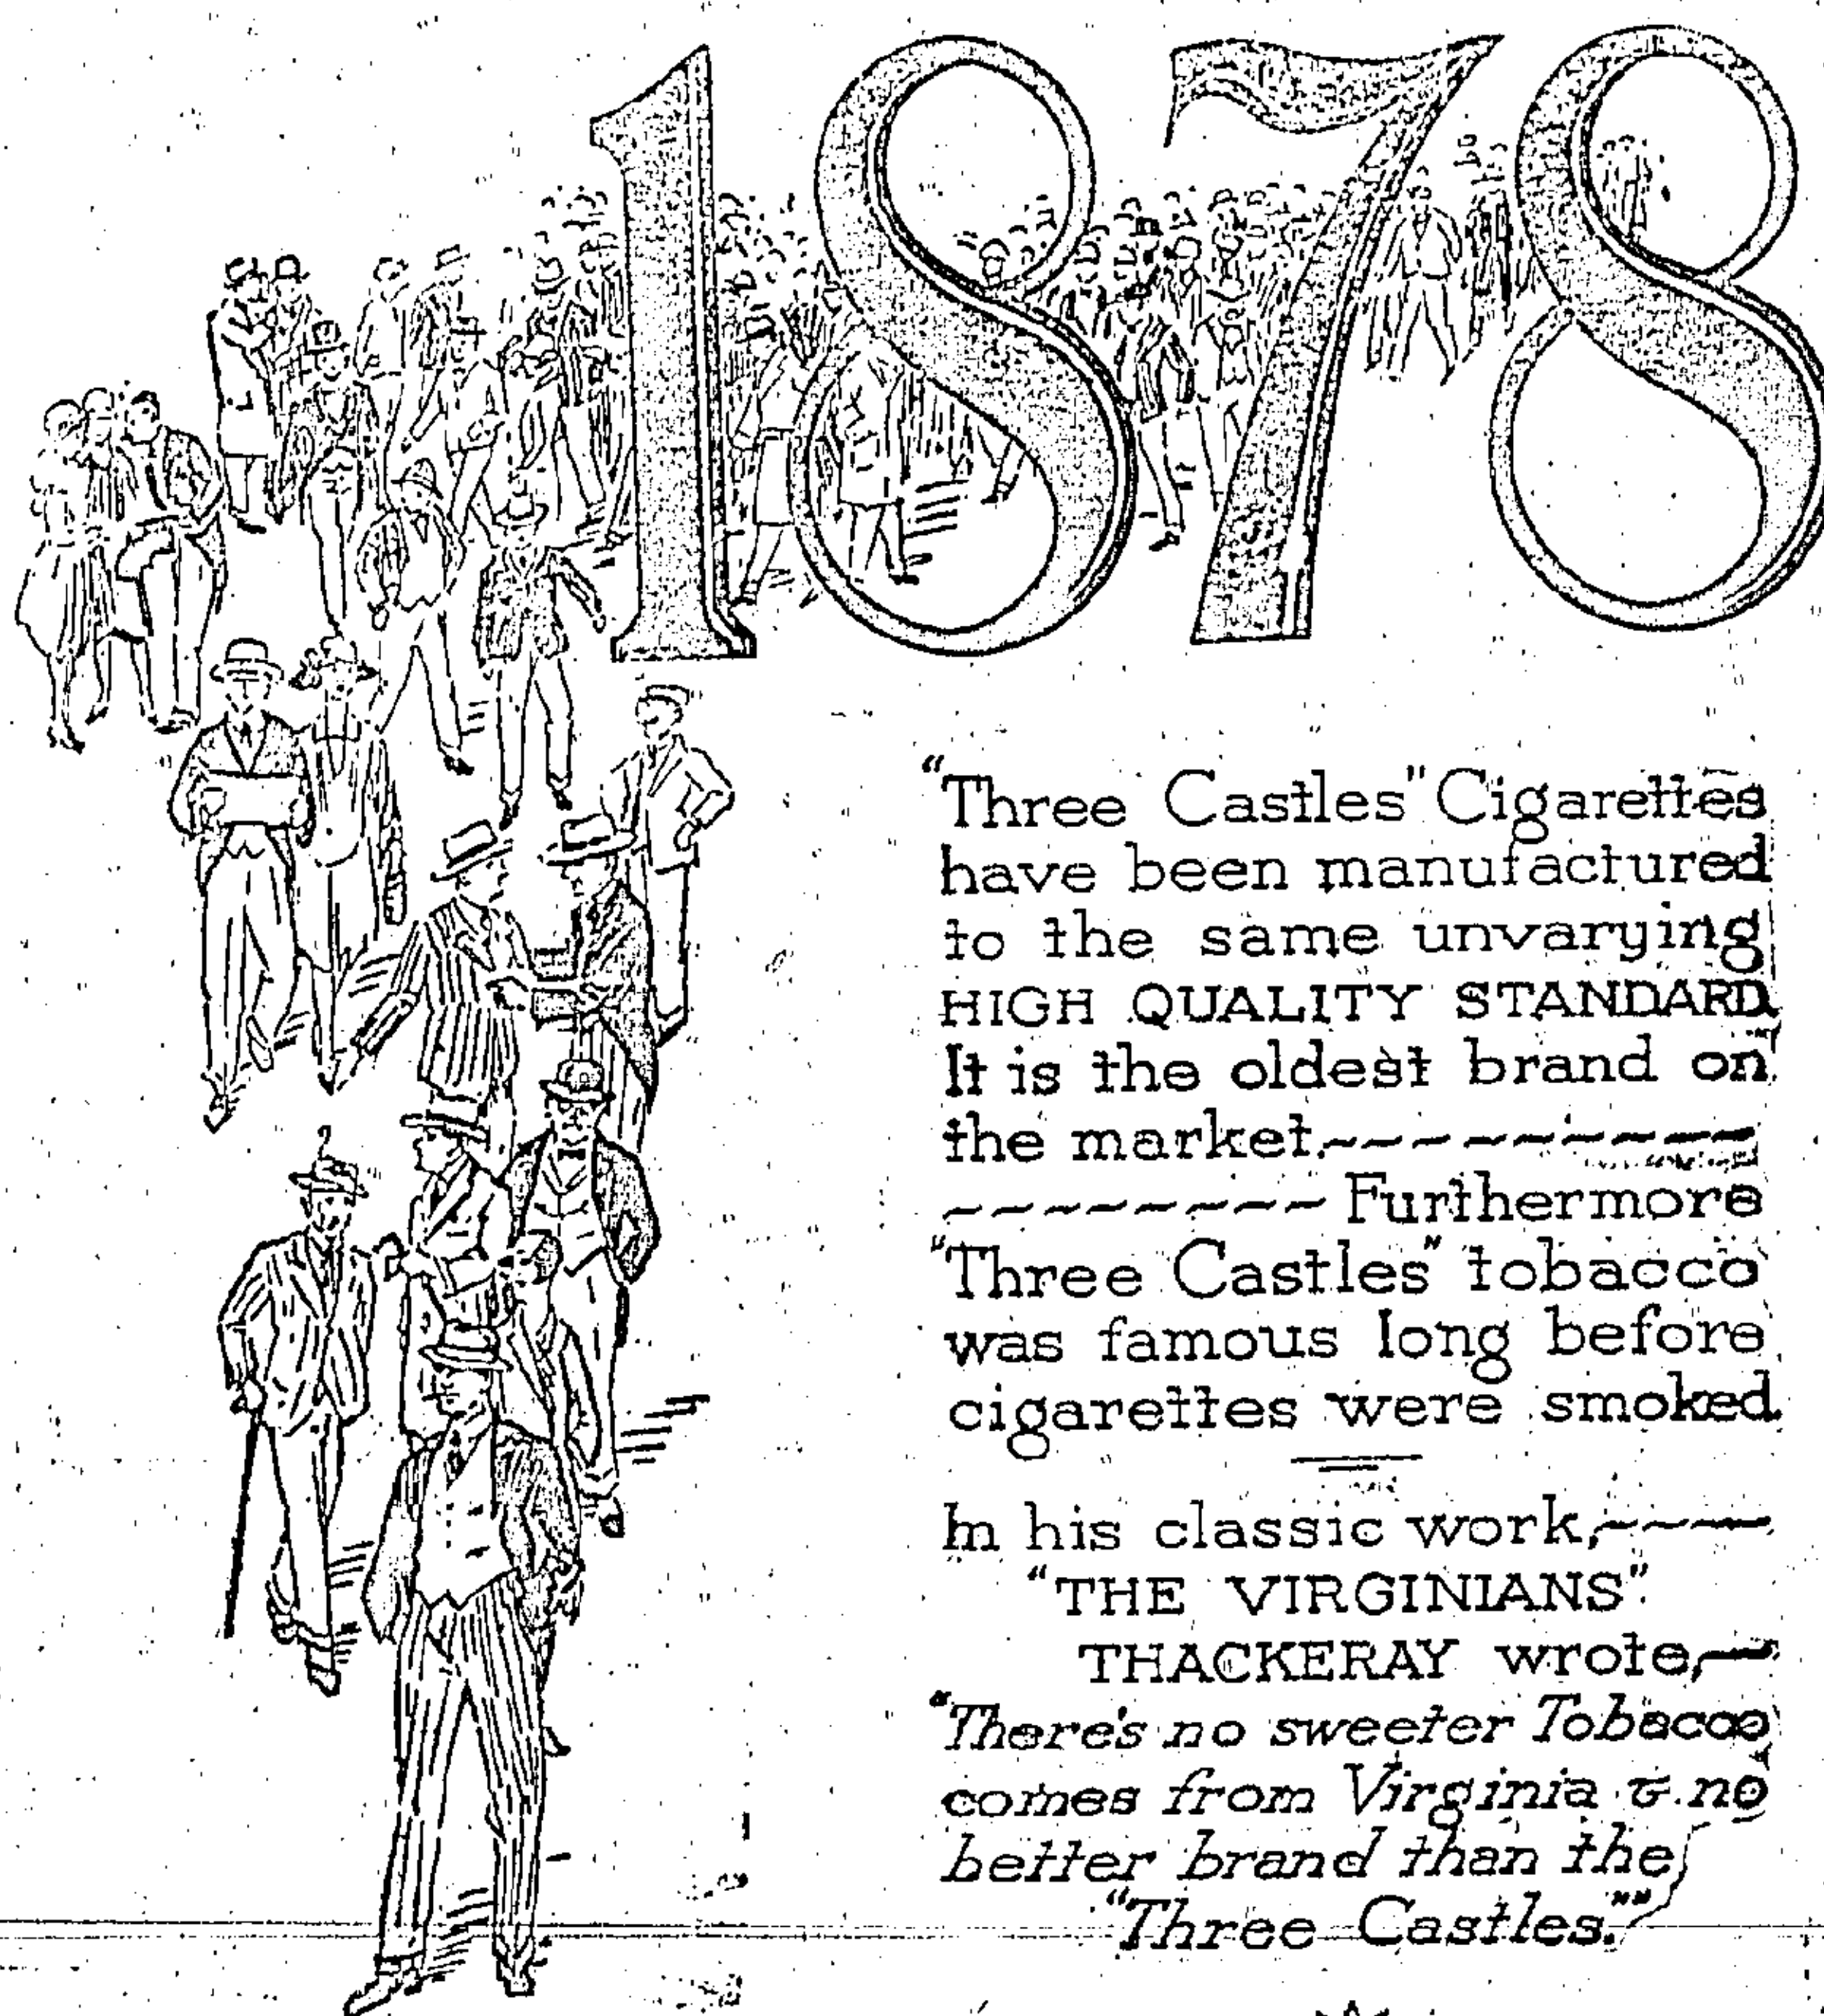 1878
"Three Castles" Cigarettes
have been manufactured
to the same unvarying
HIGH QUALITY STANDARD
It is the oldest brand on
the market.----------
--------- Furthermore
"Three Castles" tobacco
was famous long before
cigarettes were smoked.
In his classic work,----
"THE VIRGINIANS"
THACKERAY wrote,—
"There's no sweeter Tobacco
comes from Virginia & no
better brand than the
"Three Castles.""